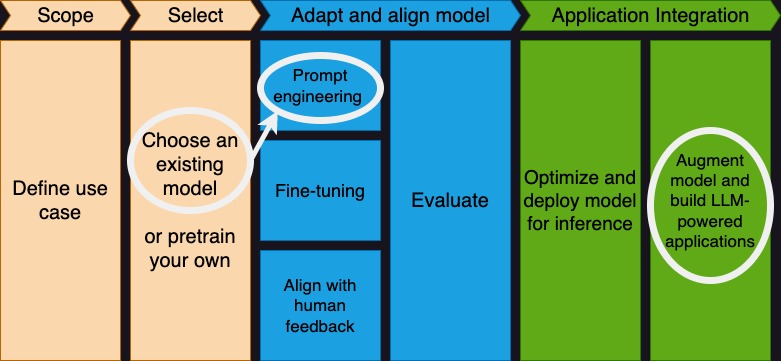 Scope
Select
Adapt and align model
Application Integration
Define use
case
Choose an
existing
model
or pretrain
your own
Prompt
engineering
Fine-tuning
Align with
human
feedback
Evaluate
Optimize and
deploy model
for inference
Augment
model and
build LLM-
powered
applications